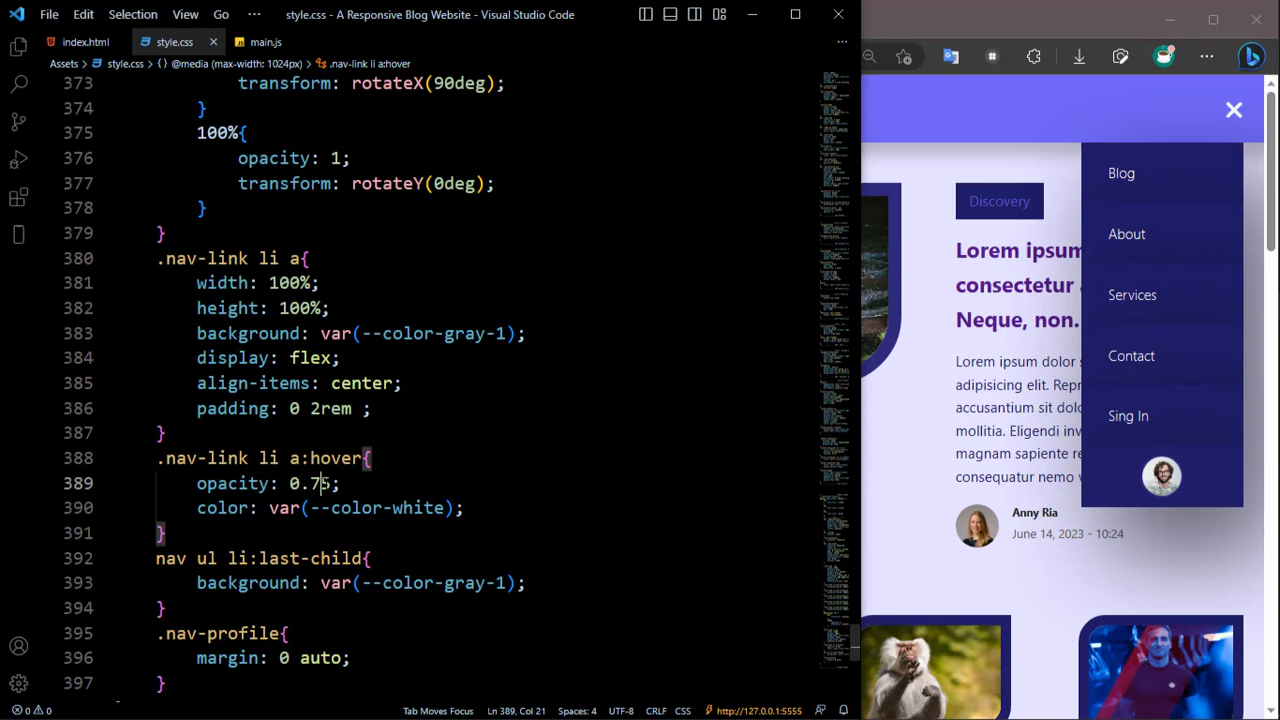 File Edit Selection View Go ··· style.css - A Responsive Blog Website - Visual Studio Code
index.html style.css main.js
Assets > style.css > { } @media (max-width: 1024px) > .nav-link li a:hover
373 transform: rotateX(90deg);
374 }
375 100%{
376 opacity: 1;
377 transform: rotateY(0deg);
378 }
379 }
380 .nav-link li a{
381 width: 100%;
382 height: 100%;
383 background: var(--color-gray-1);
384 display: flex;
385 align-items: center;
386 padding: 0 2rem ;
387 }
388 .nav-link li a:hover{
389 opacity: 0.75;
390 color: var(--color-white);
391 }
392 nav ul li:last-child{
393 background: var(--color-gray-1);
394 }
395 .nav-profile{
396 margin: 0 auto;
397 }
0 0 Tab Moves Focus Ln 389, Col 21 Spaces: 4 UTF-8 CRLF CSS http://127.0.0.1:5555
Blog
About
Services
Contact
Sing In
Discovery
Lorem ipsum
consectetur
Neque, non.
Lorem ipsum dolor
adipisicing elit. Repr
accusantium sit dolo
mollitia. Eligendi inv
magnam sapiente re
consequatur nemo v
Anny Ria
June 14, 2023 - 1024